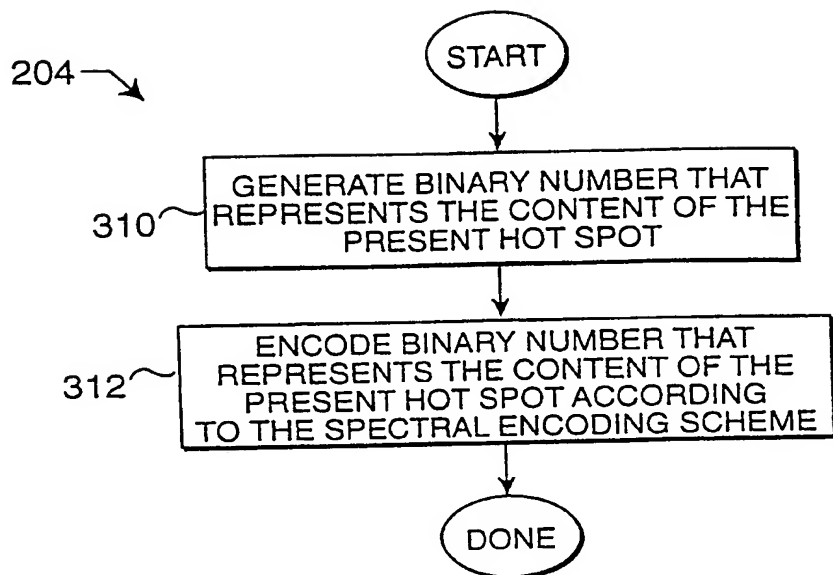 START
204
GENERATE BINARY NUMBER THAT
REPRESENTS THE CONTENT OF THE
PRESENT HOT SPOT
310
ENCODE BINARY NUMBER THAT
REPRESENTS THE CONTENT OF THE
PRESENT HOT SPOT ACCORDING
TO THE SPECTRAL ENCODING SCHEME
312
DONE